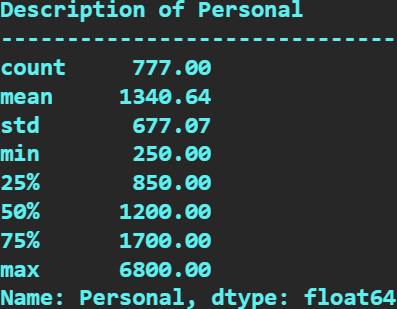 Description of Personal
------------------------------
count     777.00
mean     1340.64
std       677.07
min       250.00
25%       850.00
50%      1200.00
75%      1700.00
max      6800.00
Name: Personal, dtype: float64